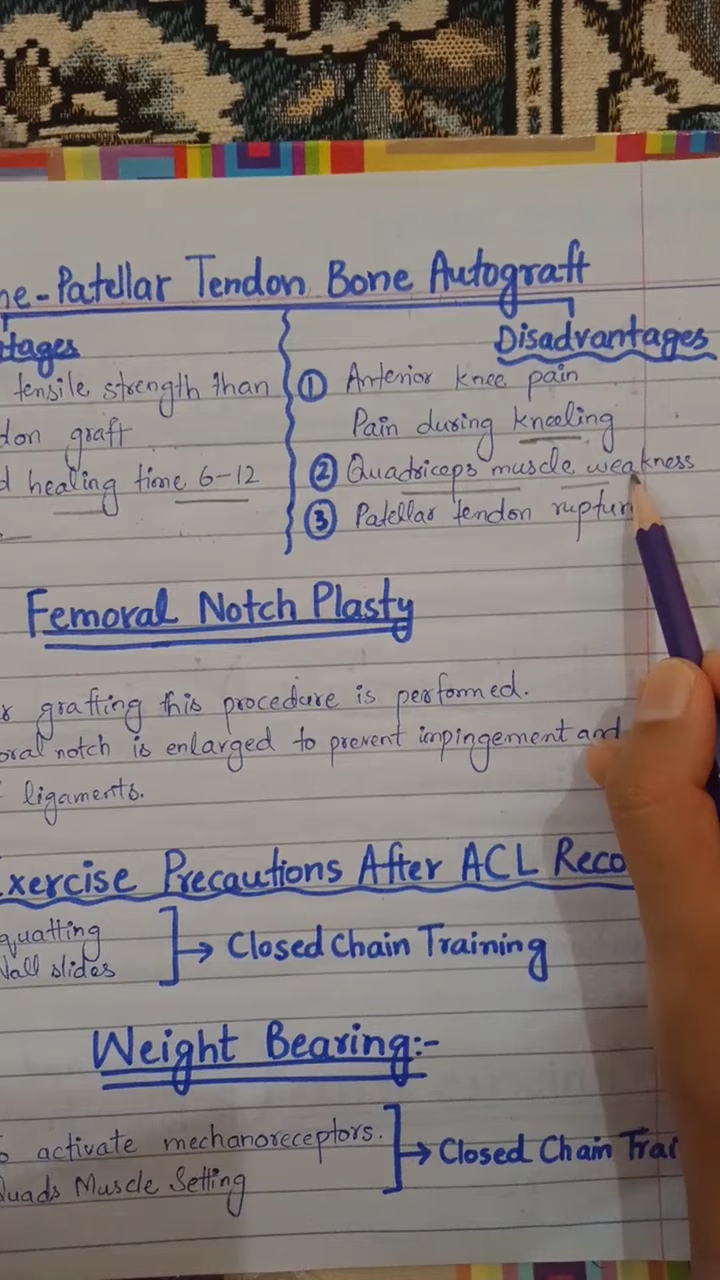 ne-Patellar Tendon Bone Autograft
tages
tensile strength than
don graft
d healing time 6-12
Disadvantages
① Anterior knee pain
Pain during kneeling
② Quadriceps muscle weakness
③ Patellar tendon ruptur
Femoral Notch Plasty
r grafting this procedure is performed.
oral notch is enlarged to prevent impingement and
ligaments.
xercise Precautions After ACL Reco
quatting
Wall slides
→ Closed Chain Training
Weight Bearing:-
o activate mechanoreceptors.
Quads Muscle Setting
→ Closed Chain Trai